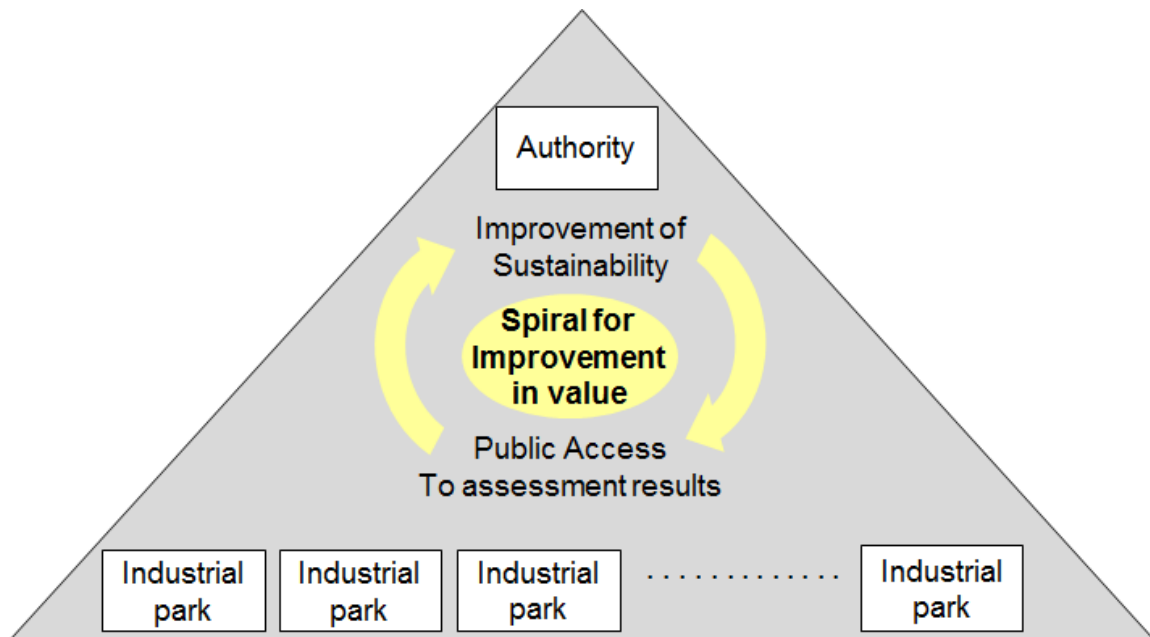 Authority
Improvement of
Sustainability
Spiral for
Improvement
in value
Public Access
To assessment results
Industrial
park
Industrial
park
Industrial
park
. . . . . . . . . . . . .
Industrial
park